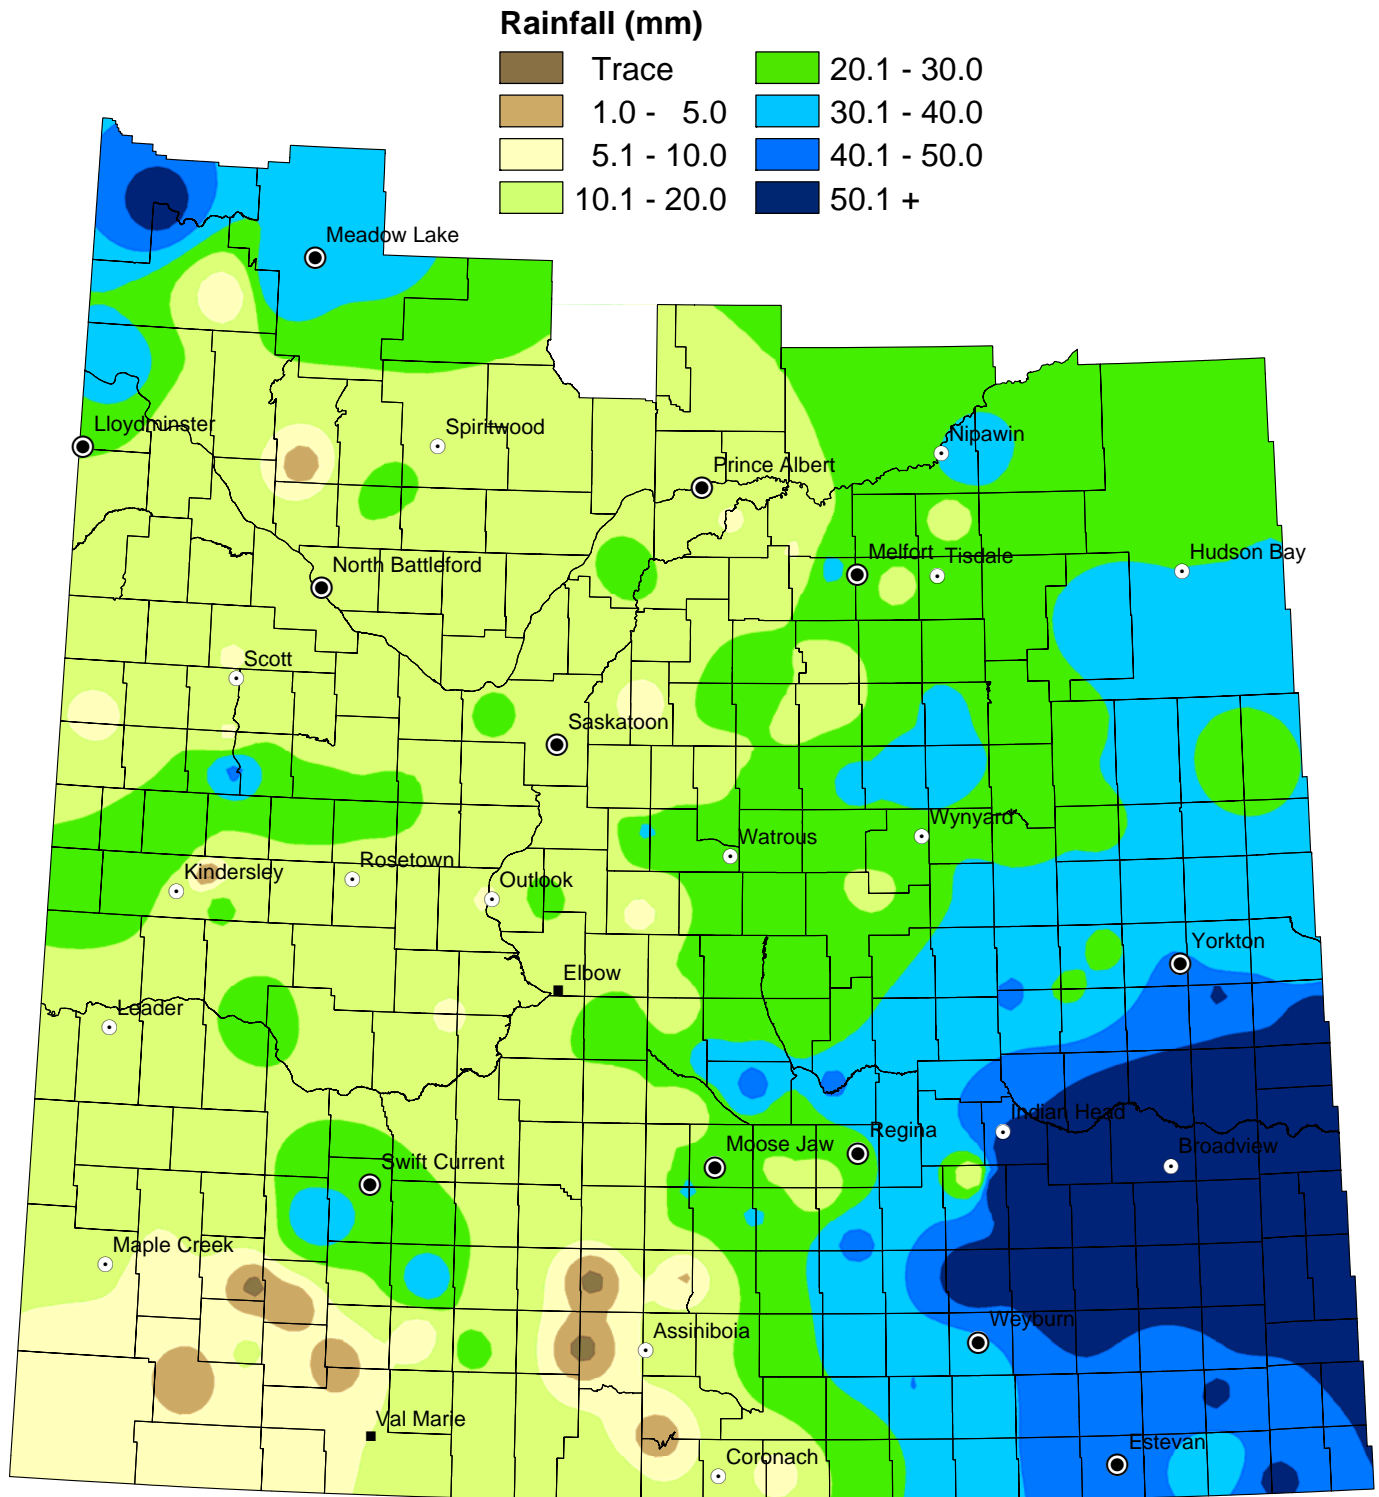 Rainfall (mm)
Trace
20.1 - 30.0
1.0 - 5.0
30.1 - 40.0
5.1 - 10.0
40.1 - 50.0
10.1 - 20.0
50.1 +
Meadow Lake
Lloydminster
Spiritwood
Nipawin
Prince Albert
North Battleford
Melfort
Tisdale
Hudson Bay
Scott
Saskatoon
Watrous
Wynyard
Kindersley
Rosetown
Outlook
Yorkton
Elbow
Leader
Indian Head
Regina
Moose Jaw
Broadview
Swift Current
Maple Creek
Assiniboia
Weyburn
Val Marie
Coronach
Estevan